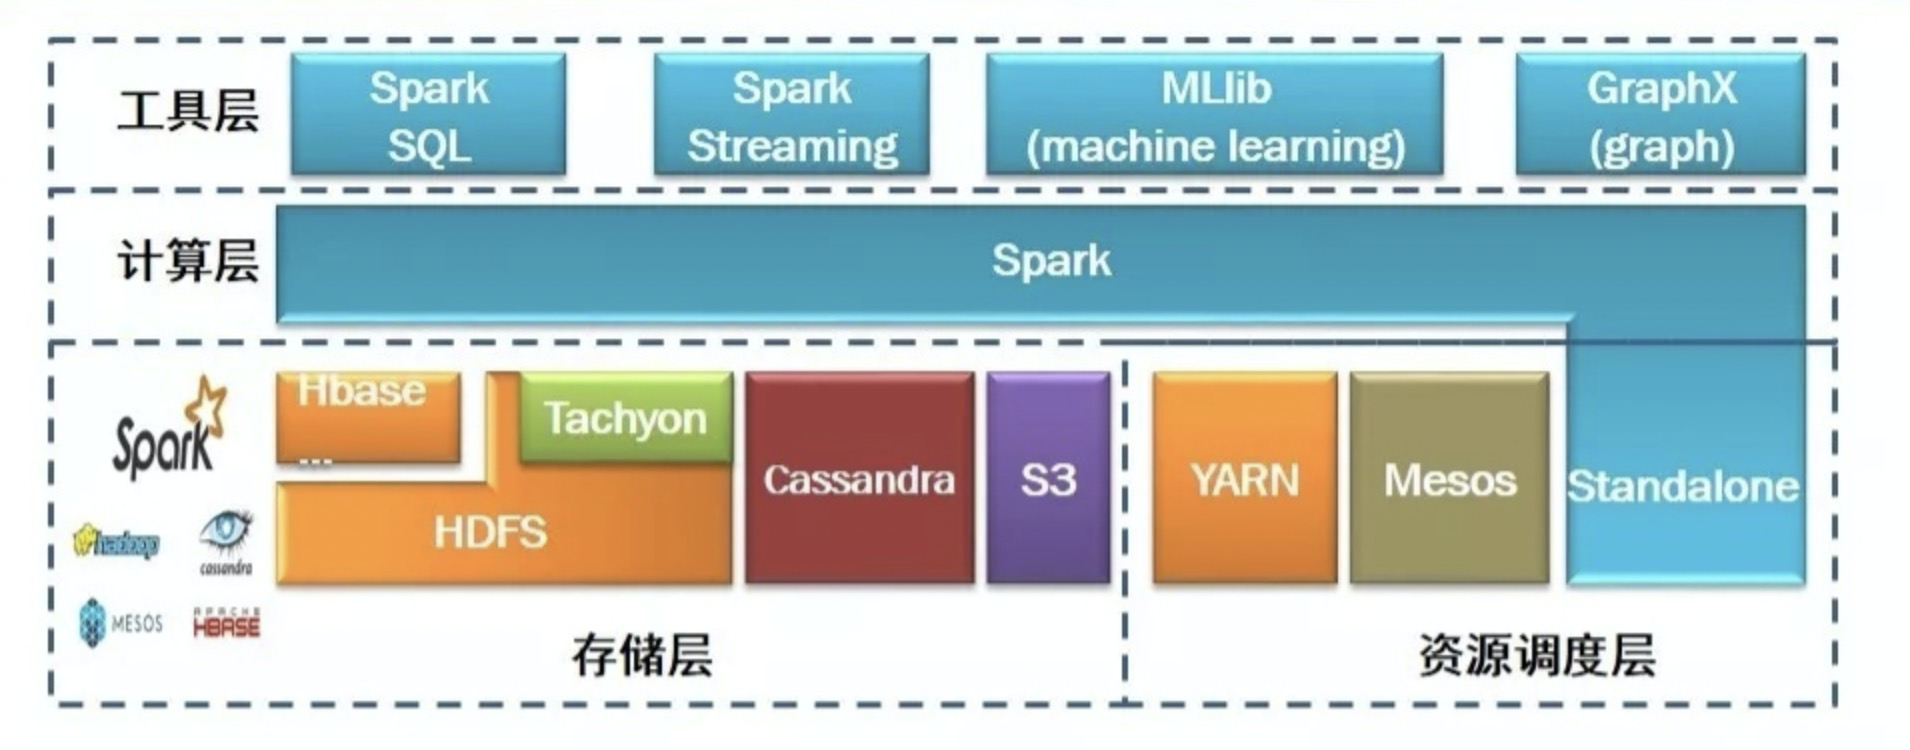 工具层
Spark
SQL
Spark
Streaming
MLlib
(machine learning)
GraphX
(graph)
计算层
Spark
Spark
hadoop
cassandra
MESOS
APACHE
HBASE
Hbase
...
Tachyon
HDFS
Cassandra
S3
存储层
YARN
Mesos
Standalone
资源调度层